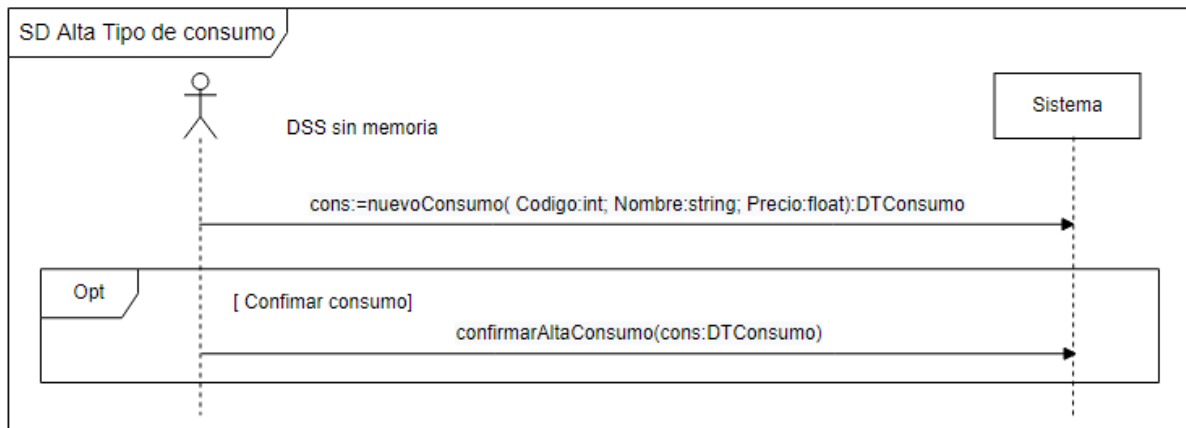 SD Alta Tipo de consumo
Sistema
DSS sin memoria
cons:=nuevoConsumo( Codigo:int; Nombre:string; Precio:float):DTConsumo
Opt
[ Confimar consumo]
confirmarAltaConsumo(cons:DTConsumo)